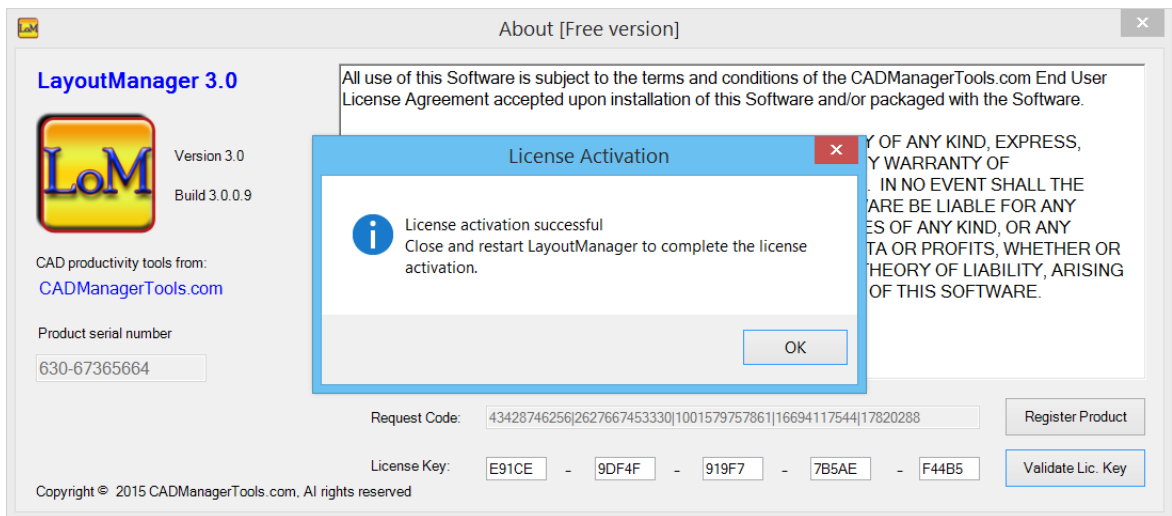 About [Free version]
LayoutManager 3.0
LoM
Version 3.0
Build 3.0.0.9
CAD productivity tools from:
CADManagerTools.com
Product serial number
630-67365664
All use of this Software is subject to the terms and conditions of the CADManagerTools.com End User
License Agreement accepted upon installation of this Software and/or packaged with the Software.
Y OF ANY KIND, EXPRESS,
Y WARRANTY OF
. IN NO EVENT SHALL THE
ARE BE LIABLE FOR ANY
ES OF ANY KIND, OR ANY
TA OR PROFITS, WHETHER OR
HEORY OF LIABILITY, ARISING
OF THIS SOFTWARE.
License Activation
License activation successful
Close and restart LayoutManager to complete the license
activation.
OK
Request Code: 43428746256|2627667453330|1001579757861|16694117544|17820288 Register Product
License Key: E91CE - 9DF4F - 919F7 - 7B5AE - F44B5 Validate Lic. Key
Copyright © 2015 CADManagerTools.com, Al rights reserved